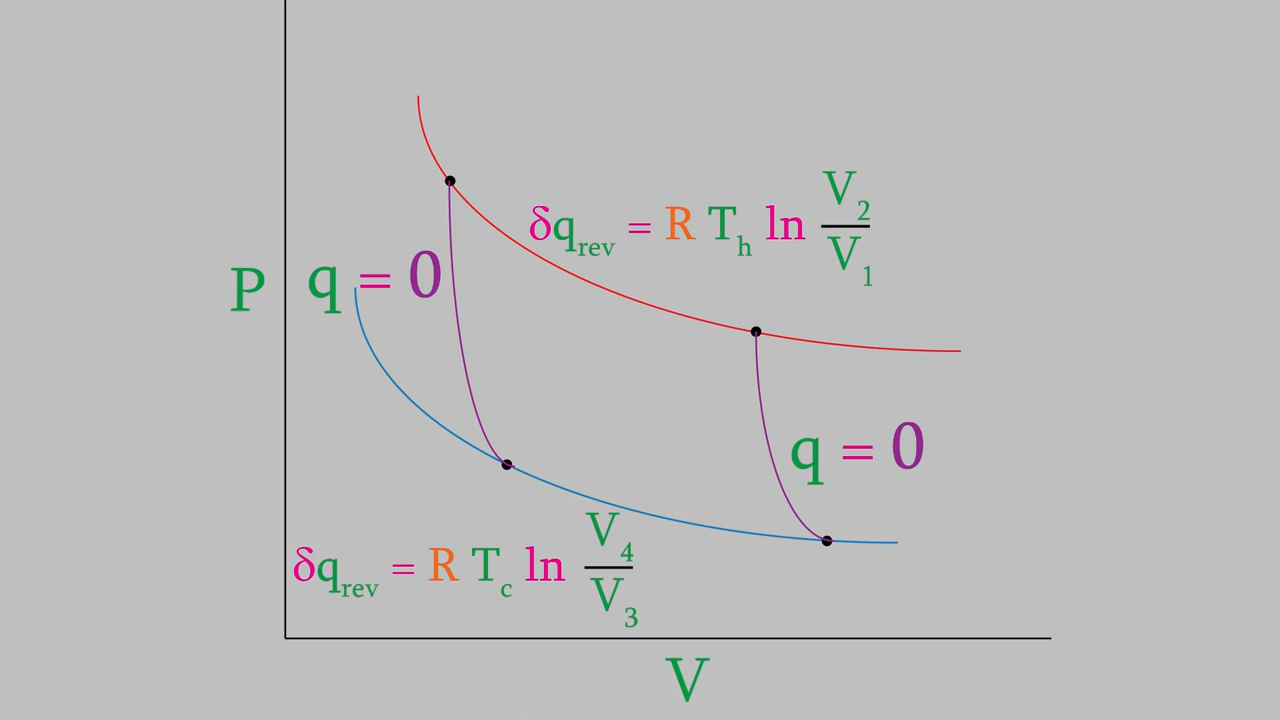 δq_rev = R T_h ln V_2/V_1
P
q = 0
q = 0
δq_rev = R T_c ln V_4/V_3
V